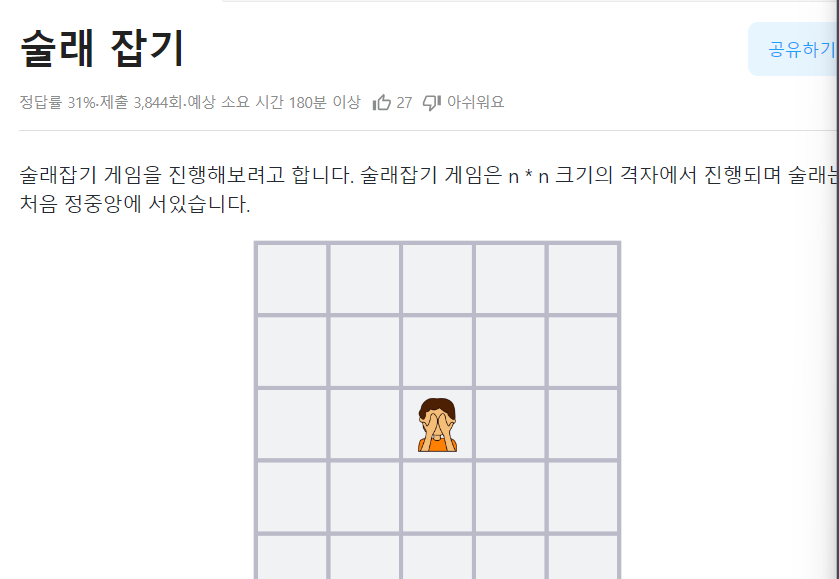 술래 잡기
공유하기
정답률 31%·제출 3,844회·예상 소요 시간 180분 이상 27 아쉬워요
술래잡기 게임을 진행해보려고 합니다. 술래잡기 게임은 n * n 크기의 격자에서 진행되며 술래는
처음 정중앙에 서있습니다.